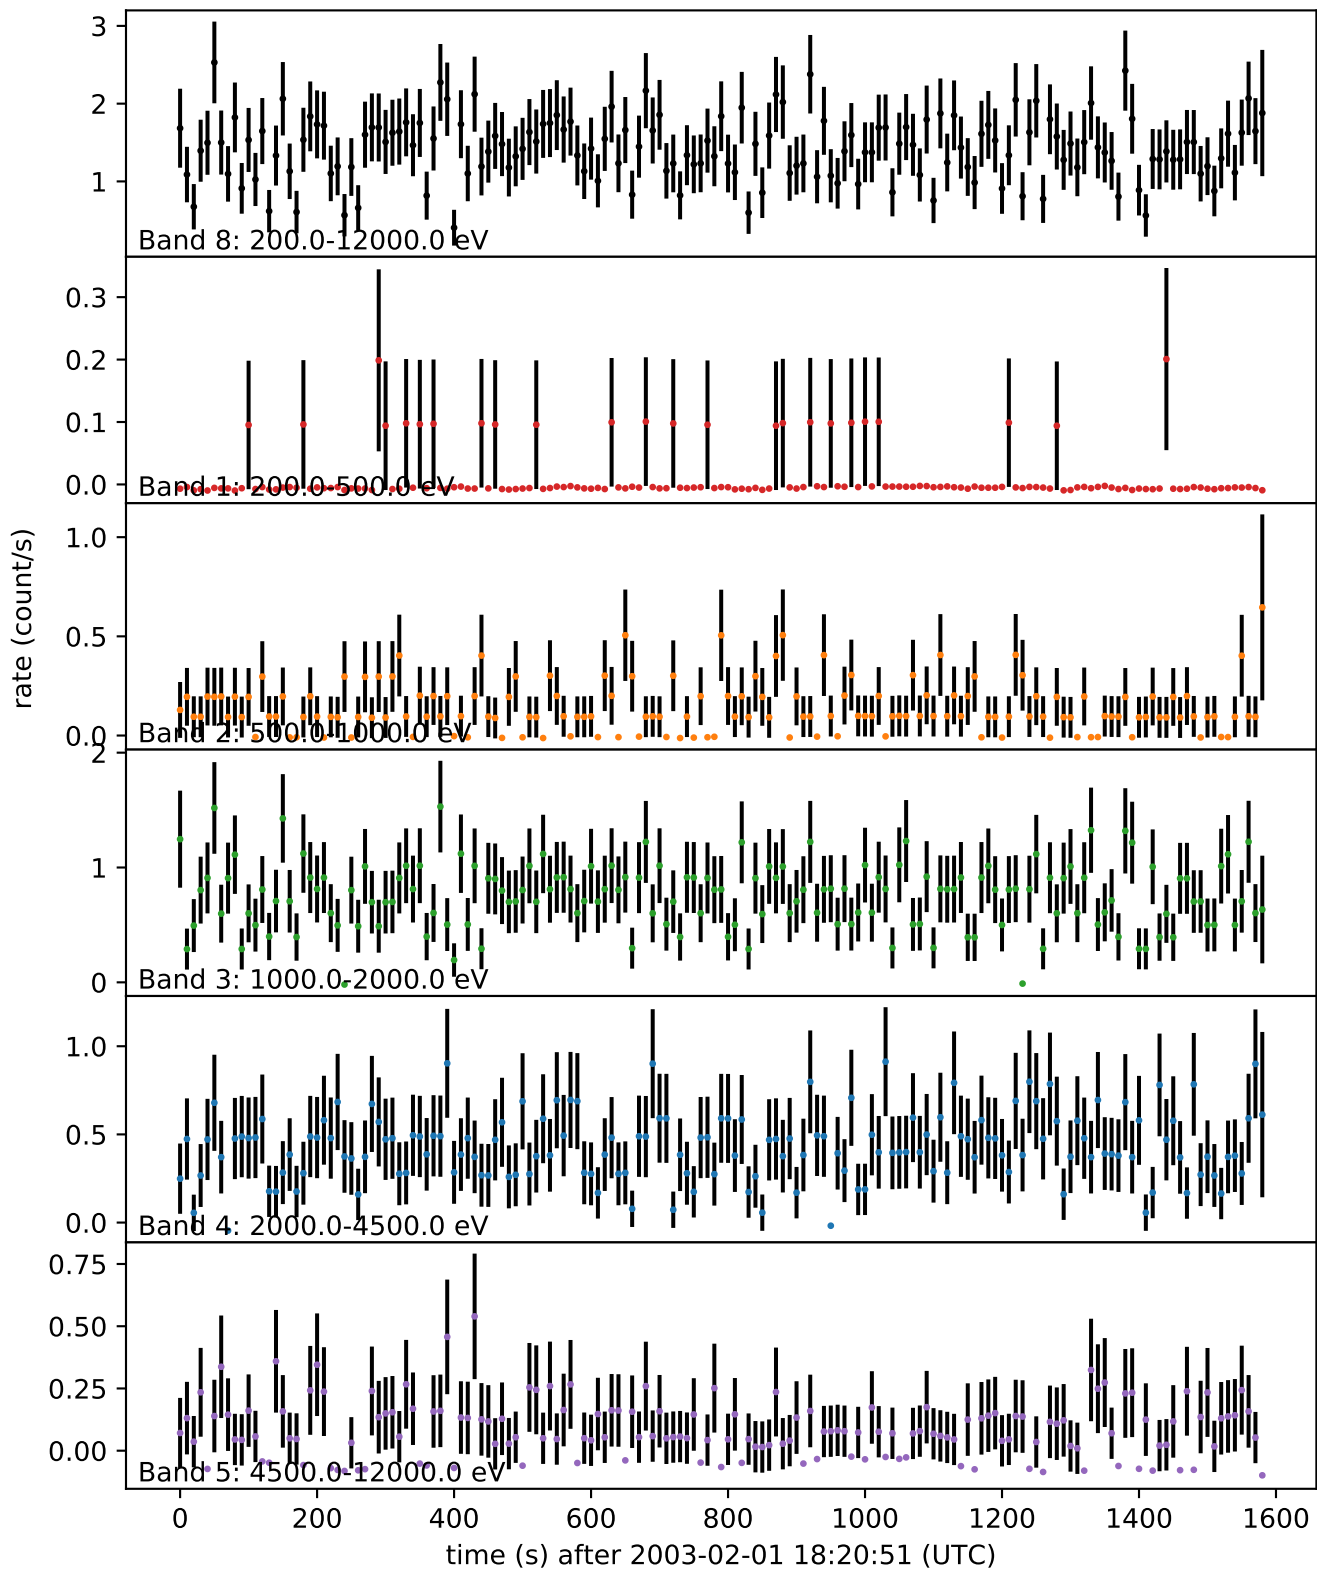 3
2
1
Band 8: 200.0-12000.0 eV
0.3
0.2
0.1
0.0
Band 1: 200.0-500.0 eV
1.0
0.5
0.0
Band 2: 500.0-1000.0 eV
rate (count/s)
2
1
0
Band 3: 1000.0-2000.0 eV
1.0
0.5
0.0
Band 4: 2000.0-4500.0 eV
0.75
0.50
0.25
0.00
Band 5: 4500.0-12000.0 eV
0 200 400 600 800 1000 1200 1400 1600
time (s) after 2003-02-01 18:20:51 (UTC)